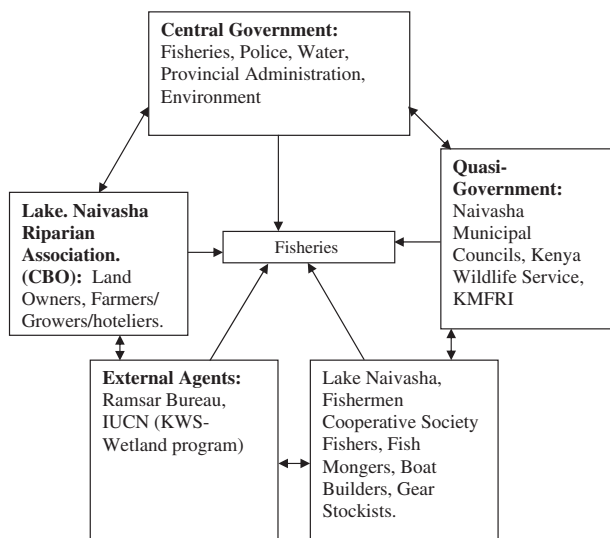 Central Government:
Fisheries, Police, Water,
Provincial Administration,
Environment
Lake. Naivasha
Riparian
Association.
(CBO): Land
Owners, Farmers/
Growers/hoteliers.
Fisheries
Quasi-
Government:
Naivasha
Municipal
Councils, Kenya
Wildlife Service,
KMFRI
External Agents:
Ramsar Bureau,
IUCN (KWS-
Wetland program)
Lake Naivasha,
Fishermen
Cooperative Society
Fishers, Fish
Mongers, Boat
Builders, Gear
Stockists.